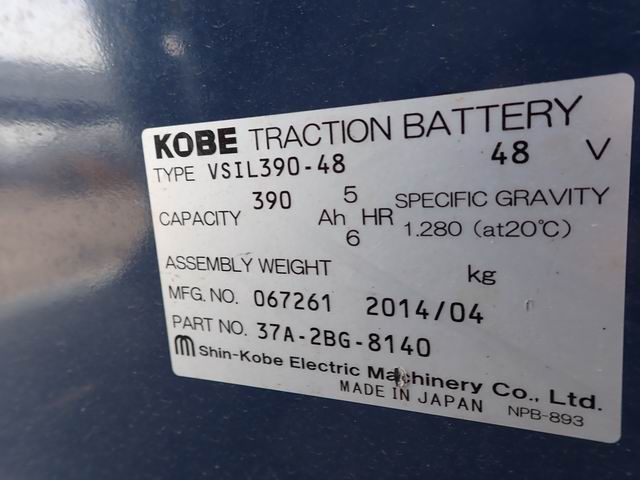 KOBE TRACTION BATTERY
TYPE VSIL390-48 48 V
CAPACITY 390 Ah 5 HR SPECIFIC GRAVITY
6 1.280 (at20℃)
ASSEMBLY WEIGHT kg
MFG. NO. 067261 2014/04
PART NO. 37A-2BG-8140
Shin-Kobe Electric Machinery Co., Ltd.
MADE IN JAPAN NPB-893